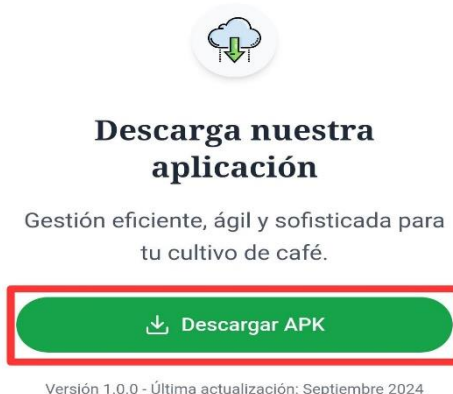 Descarga nuestra
aplicación
Gestión eficiente, ágil y sofisticada para
tu cultivo de café.
Descargar APK
Versión 1.0.0 - Última actualización: Septiembre 2024